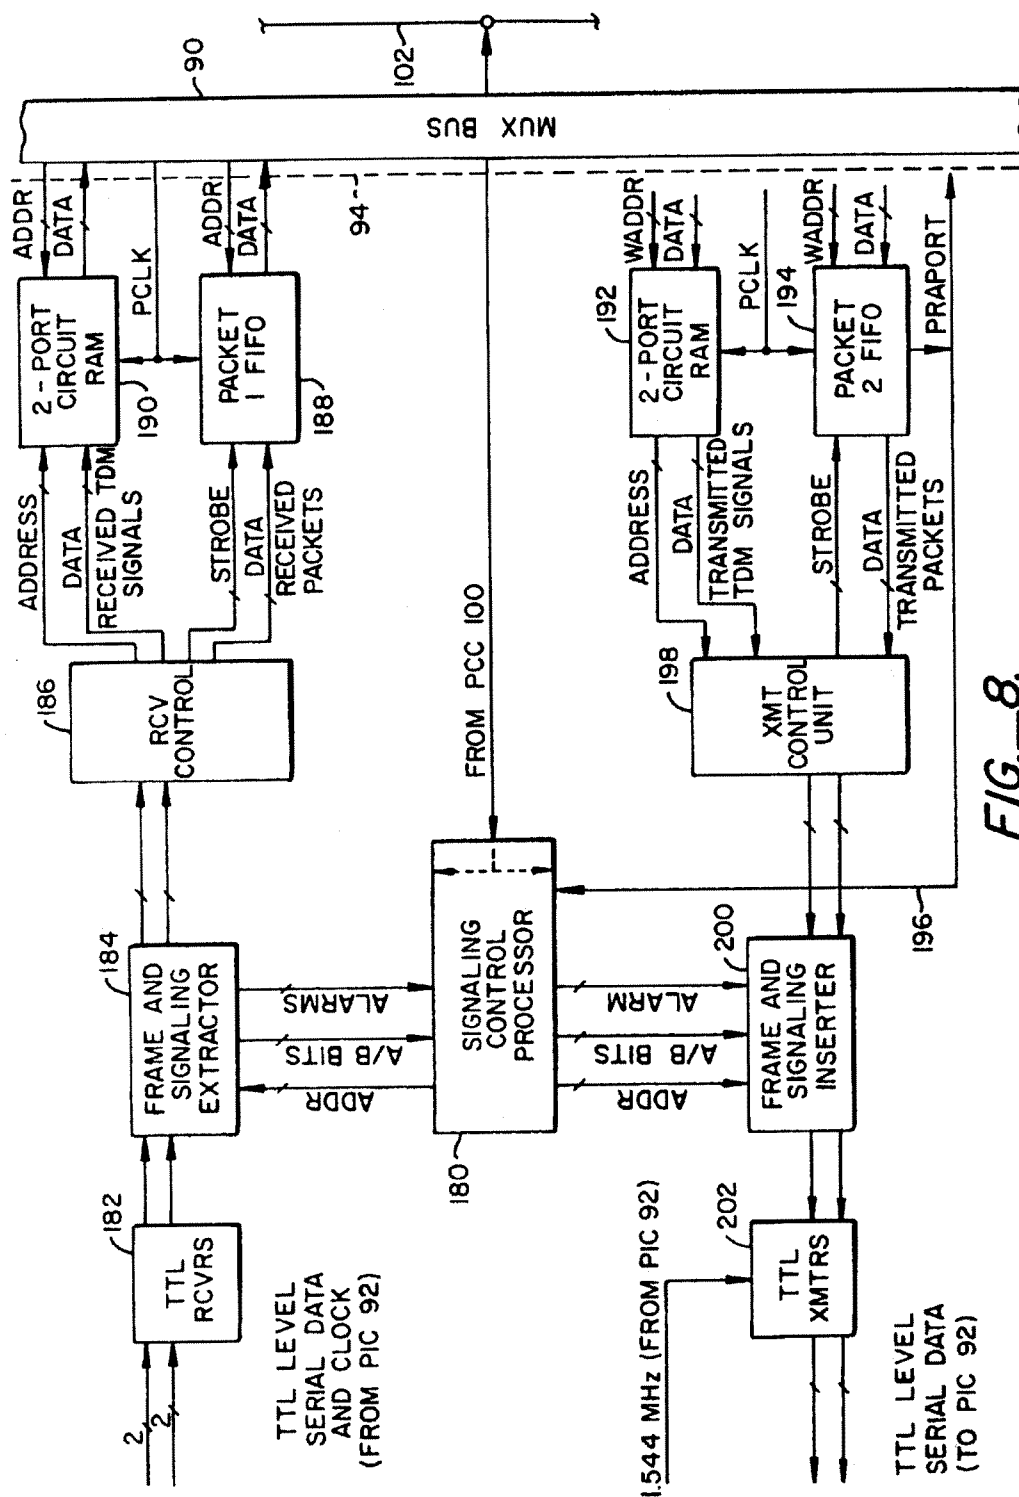 2
2
TTL LEVEL
SERIAL DATA
AND CLOCK
(FROM PIC 92)
182
TTL
RCVRS
184
FRAME AND
SIGNALING
EXTRACTOR
186
RCV
CONTROL
ADDRESS
DATA
RECEIVED TDM
SIGNALS
STROBE
DATA
RECEIVED
PACKETS
2-PORT
CIRCUIT
RAM
190
PACKET
1 FIFO
188
ADDR
DATA
PCLK
ADDR
DATA
94
90
MUX BUS
102
ADDR
A/B BITS
ALARMS
180
SIGNALING
CONTROL
PROCESSOR
FROM PCC 100
ADDR
A/B BITS
ALARM
196
1.544 MHz (FROM PIC 92)
TTL LEVEL
SERIAL DATA
(TO PIC 92)
202
TTL
XMTRS
200
FRAME AND
SIGNALING
INSERTER
198
XMT
CONTROL
UNIT
ADDRESS
DATA
TRANSMITTED
TDM SIGNALS
STROBE
DATA
TRANSMITTED
PACKETS
192
2-PORT
CIRCUIT
RAM
194
PACKET
2 FIFO
WADDR
DATA
PCLK
WADDR
DATA
PRAPORT
FIG.—8.